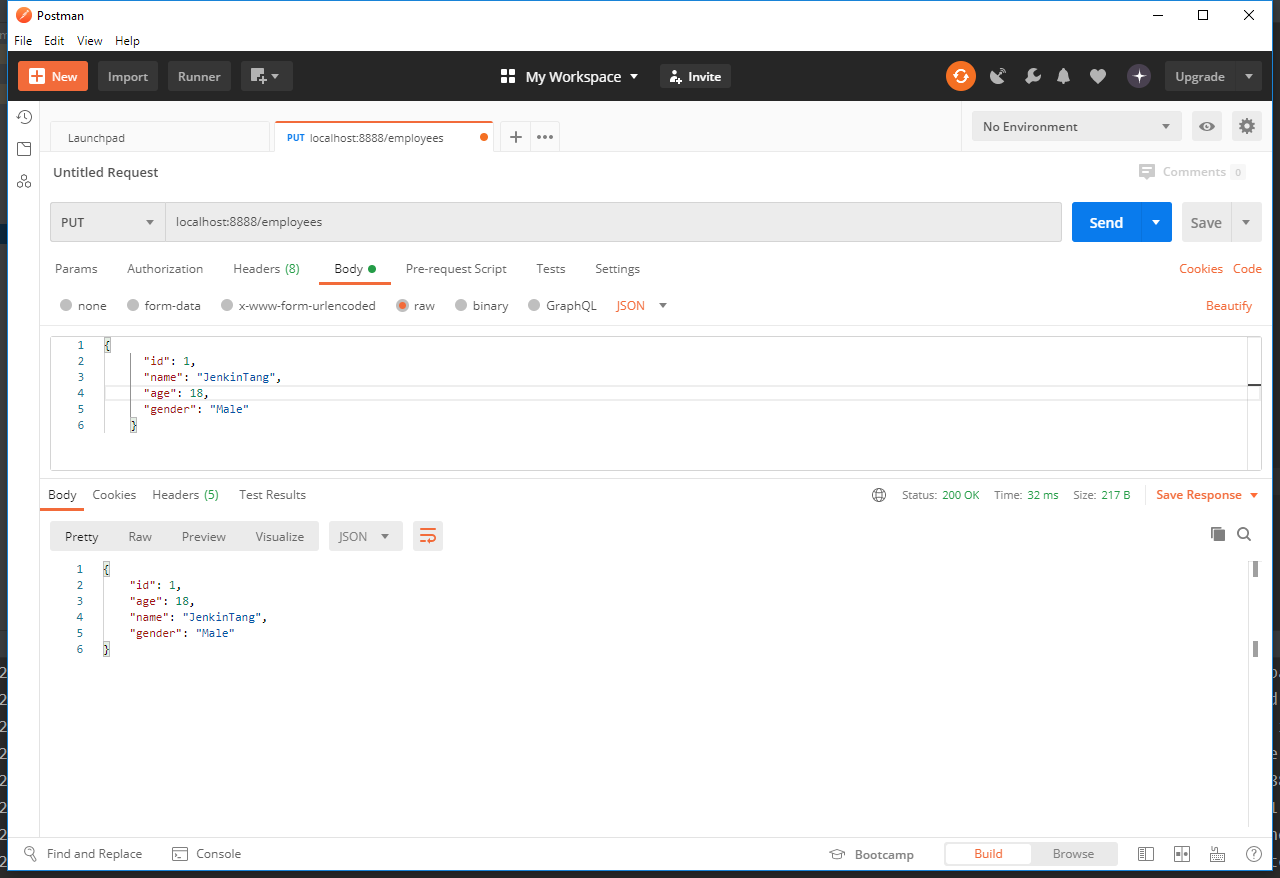 Postman
File Edit View Help
New Import Runner My Workspace Invite Upgrade
Launchpad PUT localhost:8888/employees No Environment
Untitled Request Comments 0
PUT localhost:8888/employees Send Save
Params Authorization Headers (8) Body Pre-request Script Tests Settings Cookies Code
none form-data x-www-form-urlencoded raw binary GraphQL JSON Beautify
1 {
2 "id": 1,
3 "name": "JenkinTang",
4 "age": 18,
5 "gender": "Male"
6 }
Body Cookies Headers (5) Test Results Status: 200 OK Time: 32 ms Size: 217 B Save Response
Pretty Raw Preview Visualize JSON
1 {
2 "id": 1,
3 "age": 18,
4 "name": "JenkinTang",
5 "gender": "Male"
6 }
Find and Replace Console Bootcamp Build Browse